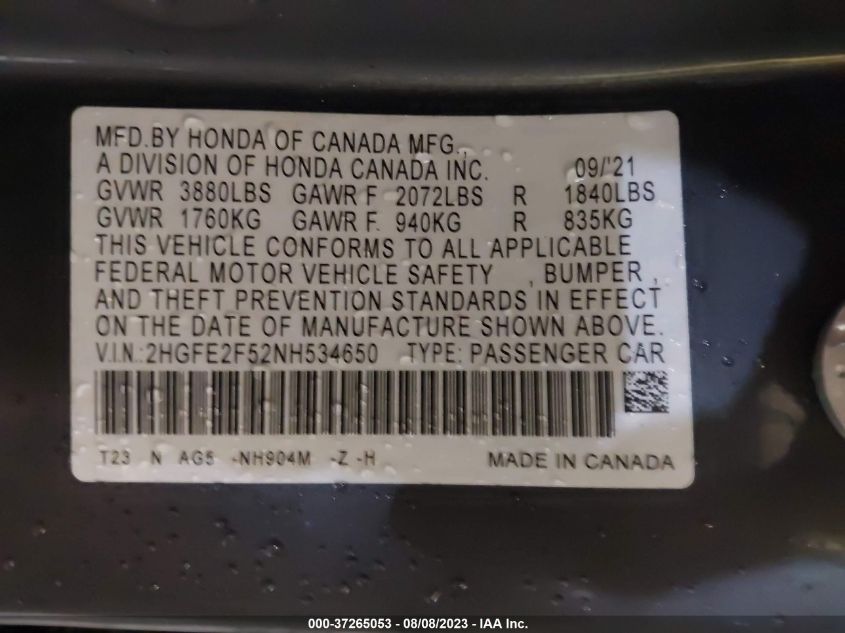 MFD.BY HONDA OF CANADA MFG.,
A DIVISION OF HONDA CANADA INC. 09/'21
GVWR 3880LBS GAWR F 2072LBS R 1840LBS
GVWR 1760KG GAWR F. 940KG R 835KG
THIS VEHICLE CONFORMS TO ALL APPLICABLE
FEDERAL MOTOR VEHICLE SAFETY , BUMPER ,
AND THEFT PREVENTION STANDARDS IN EFFECT
ON THE DATE OF MANUFACTURE SHOWN ABOVE.
V.I.N.:2HGFE2F52NH534650 TYPE: PASSENGER CAR
T23 N AG5 -NH904M -Z -H MADE IN CANADA
000-37265053 - 08/08/2023 - IAA Inc.